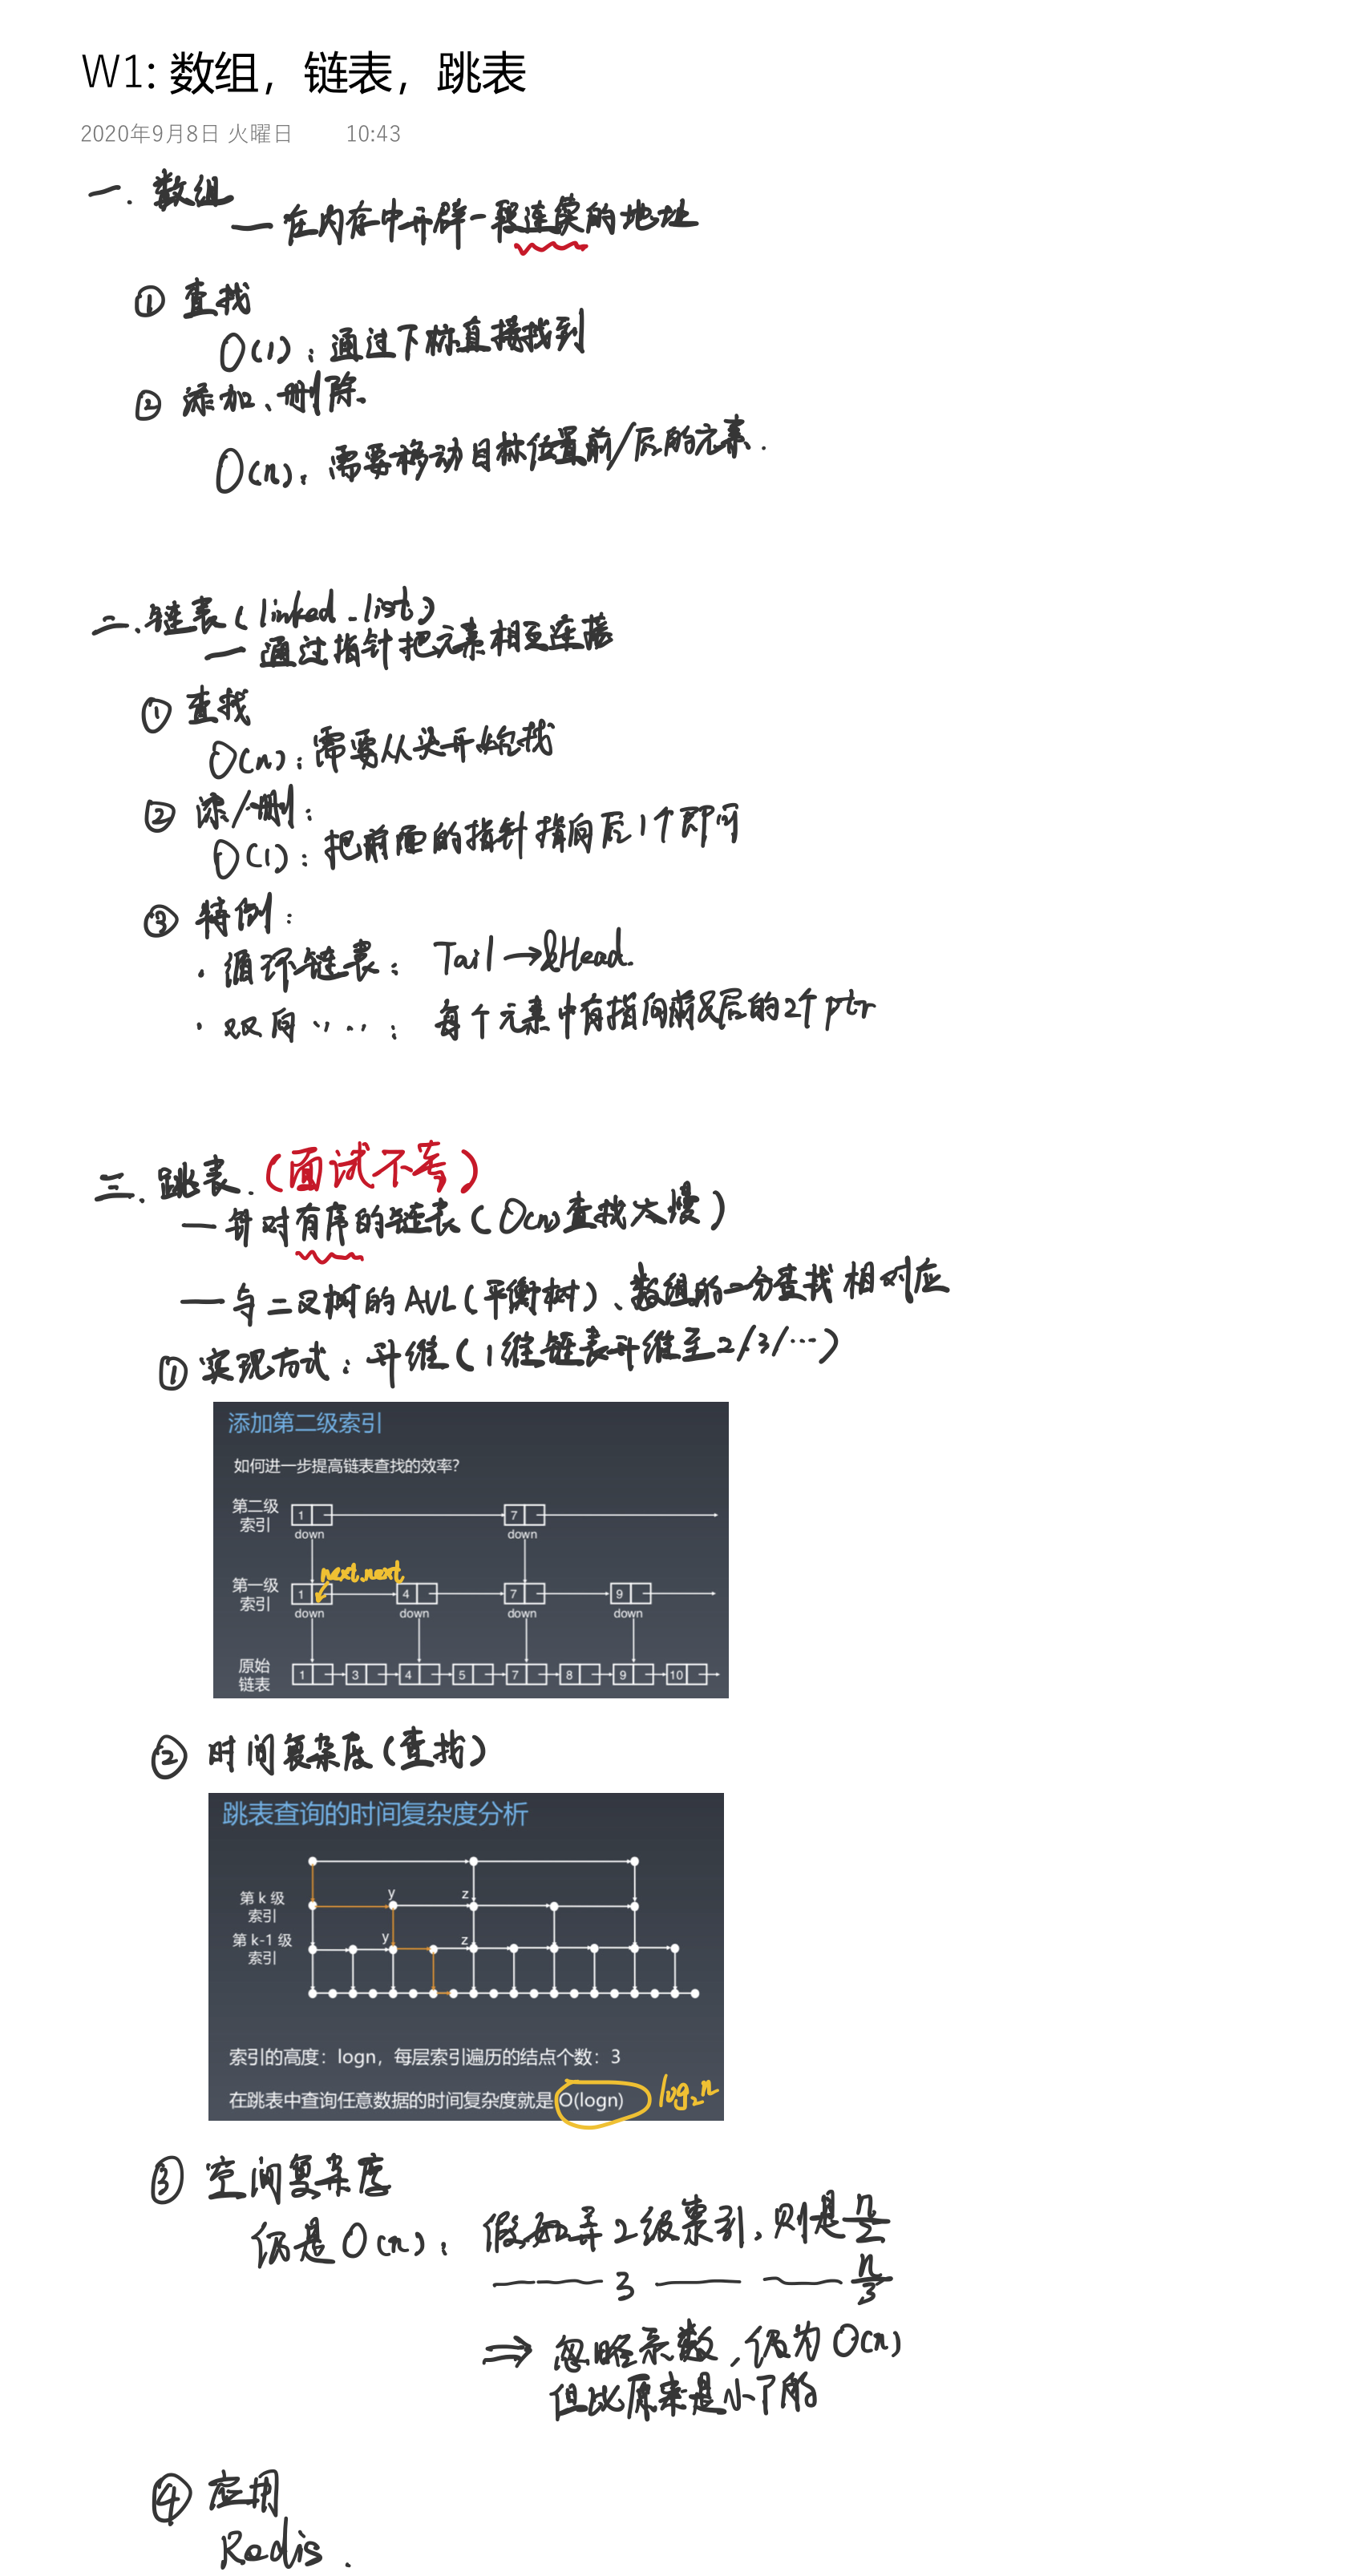 W1: 数组，链表，跳表
2020年9月8日 火曜日 10:43
一. 数组
— 在内存中开辟一段连续的地址
① 查找
O(1)：通过下标直接找到
② 添加、删除.
O(n)：需要移动目标位置前/后的元素.
二.链表(linked list)
— 通过指针把元素相互连接
① 查找
O(n)：需要从头开始找
② 添/删：
O(1)：把前面的指针指向后1个即可
③ 特例：
· 循环链表： Tail→&Head.
· 双向 ····： 每个元素中有指向前及后的2个ptr
三. 跳表. (面试不考)
— 针对有序的链表(O(n)查找太慢)
— 与二叉树的AVL(平衡树)、数组的二分查找相对应
① 实现方式：升维(1维链表升维至2/3/…)
添加第二级索引
如何进一步提高链表查找的效率?
第二级
索引
1 7
down down
next.next
第一级
索引
1 4 7 9
down down down down
原始
链表
1 3 4 5 7 8 9 10
② 时间复杂度(查找)
跳表查询的时间复杂度分析
第 k 级
索引
y z
第 k-1 级
索引
y z
索引的高度：logn，每层索引遍历的结点个数：3
在跳表中查询任意数据的时间复杂度就是 O(logn) log₂n
③ 空间复杂度
仍是O(n)：假如弄2级索引,则是n/2
—— 3 —— —— n/3
⇒ 忽略系数,仍为O(n)
但比原来是小了的
④ 应用
Redis.